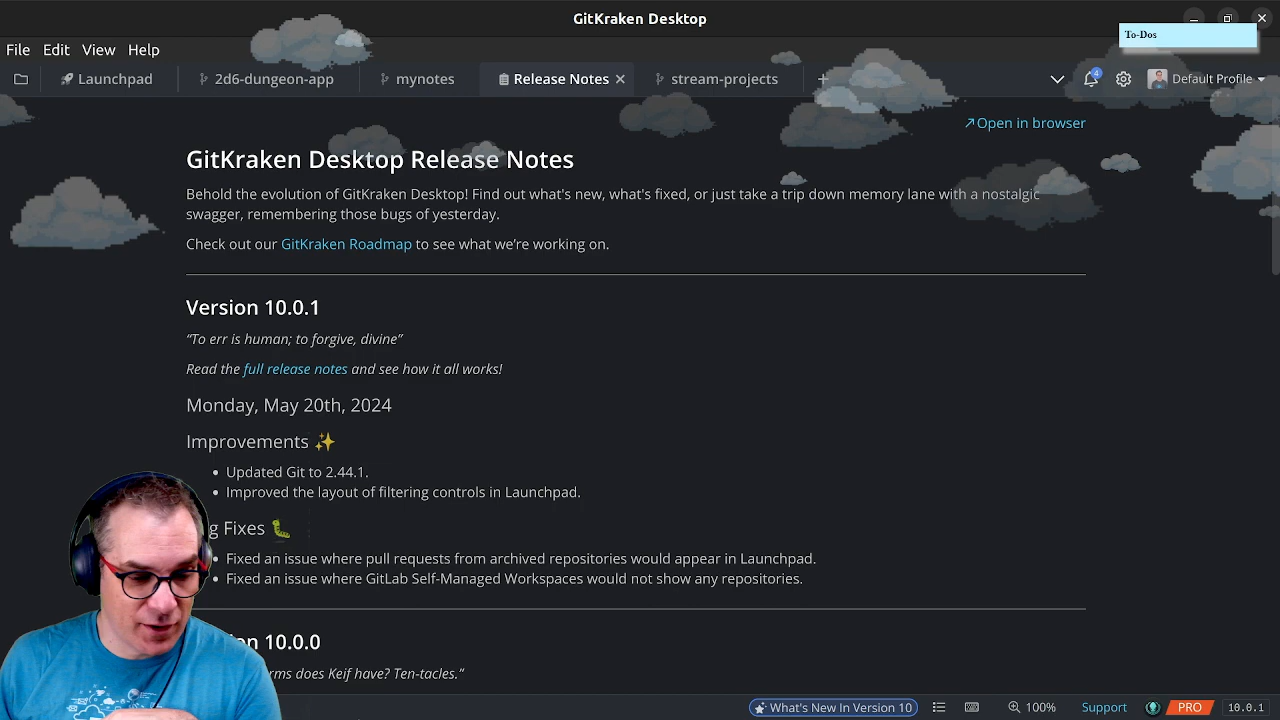 GitKraken Desktop
To-Dos
File Edit View Help
Launchpad 2d6-dungeon-app mynotes Release Notes stream-projects 4 Default Profile
Open in browser
GitKraken Desktop Release Notes
Behold the evolution of GitKraken Desktop! Find out what's new, what's fixed, or just take a trip down memory lane with a nostalgic
swagger, remembering those bugs of yesterday.
Check out our GitKraken Roadmap to see what we're working on.
Version 10.0.1
“To err is human; to forgive, divine”
Read the full release notes and see how it all works!
Monday, May 20th, 2024
Improvements ✨
• Updated Git to 2.44.1.
• Improved the layout of filtering controls in Launchpad.
g Fixes 🐛
• Fixed an issue where pull requests from archived repositories would appear in Launchpad.
• Fixed an issue where GitLab Self-Managed Workspaces would not show any repositories.
on 10.0.0
rms does Keif have? Ten-tacles.”
What's New In Version 10 100% Support PRO 10.0.1